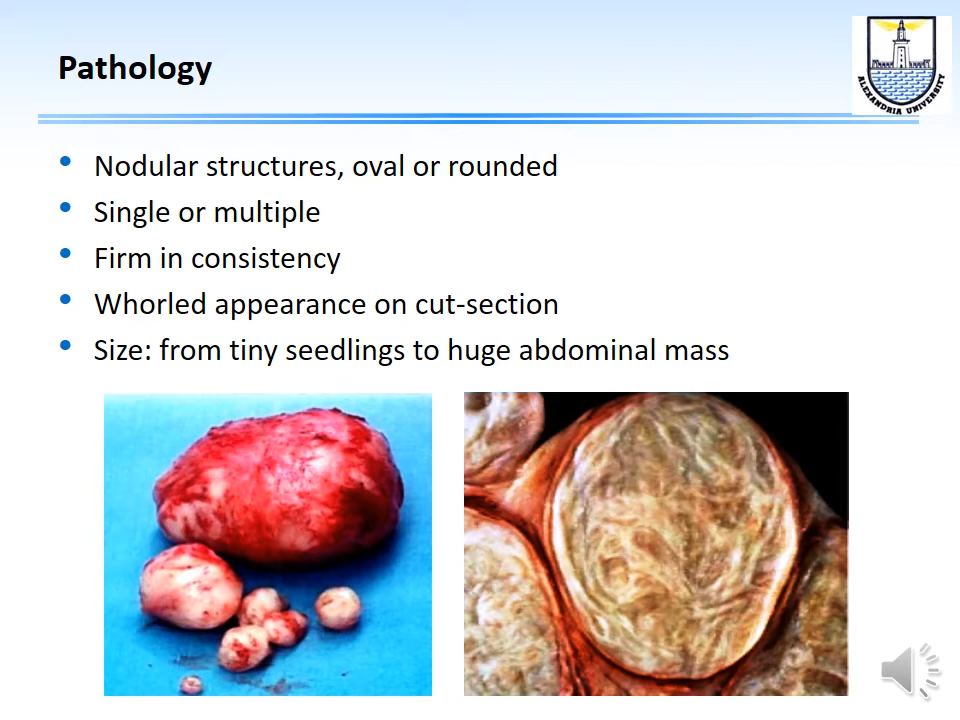 Pathology
ALEXANDRIA UNIVERSITY
• Nodular structures, oval or rounded
• Single or multiple
• Firm in consistency
• Whorled appearance on cut-section
• Size: from tiny seedlings to huge abdominal mass